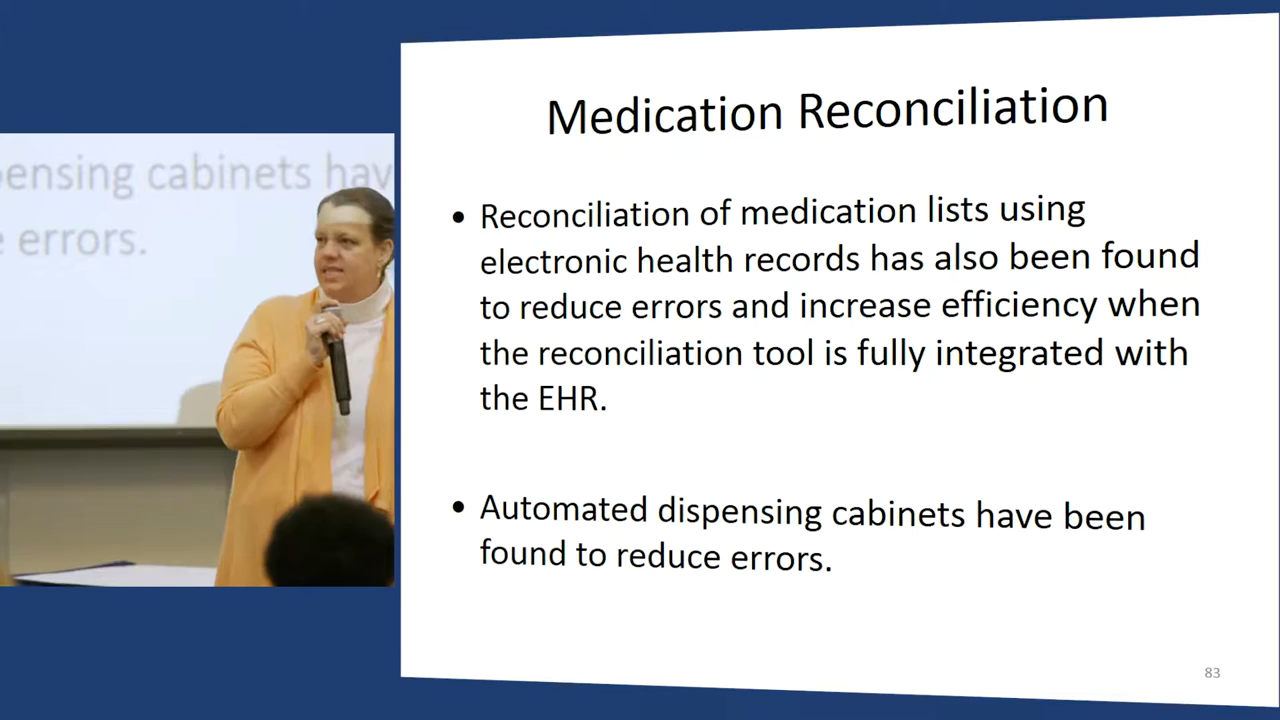 Medication Reconciliation
• Reconciliation of medication lists using
electronic health records has also been found
to reduce errors and increase efficiency when
the reconciliation tool is fully integrated with
the EHR.
• Automated dispensing cabinets have been
found to reduce errors.
83
cabinets
errors.